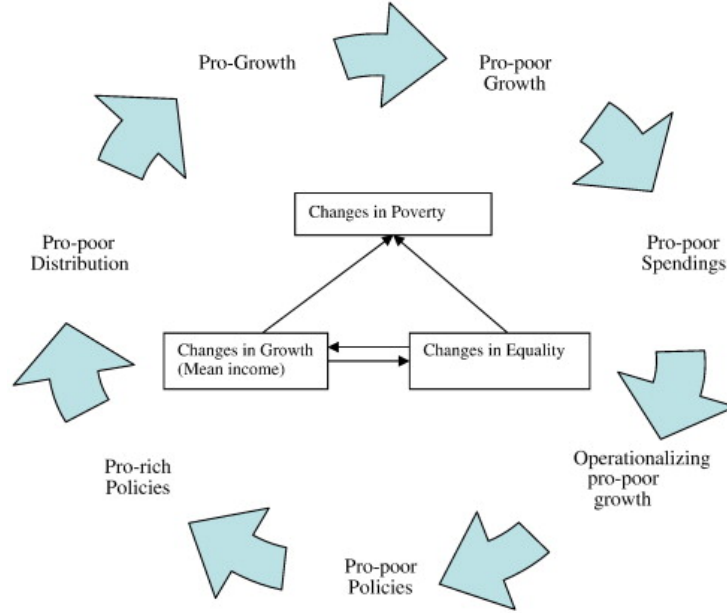 Pro-Growth
Pro-poor
Growth
Changes in Poverty
Pro-poor
Distribution
Pro-poor
Spendings
Changes in Growth
(Mean income)
Changes in Equality
Pro-rich
Policies
Operationalizing
pro-poor
growth
Pro-poor
Policies